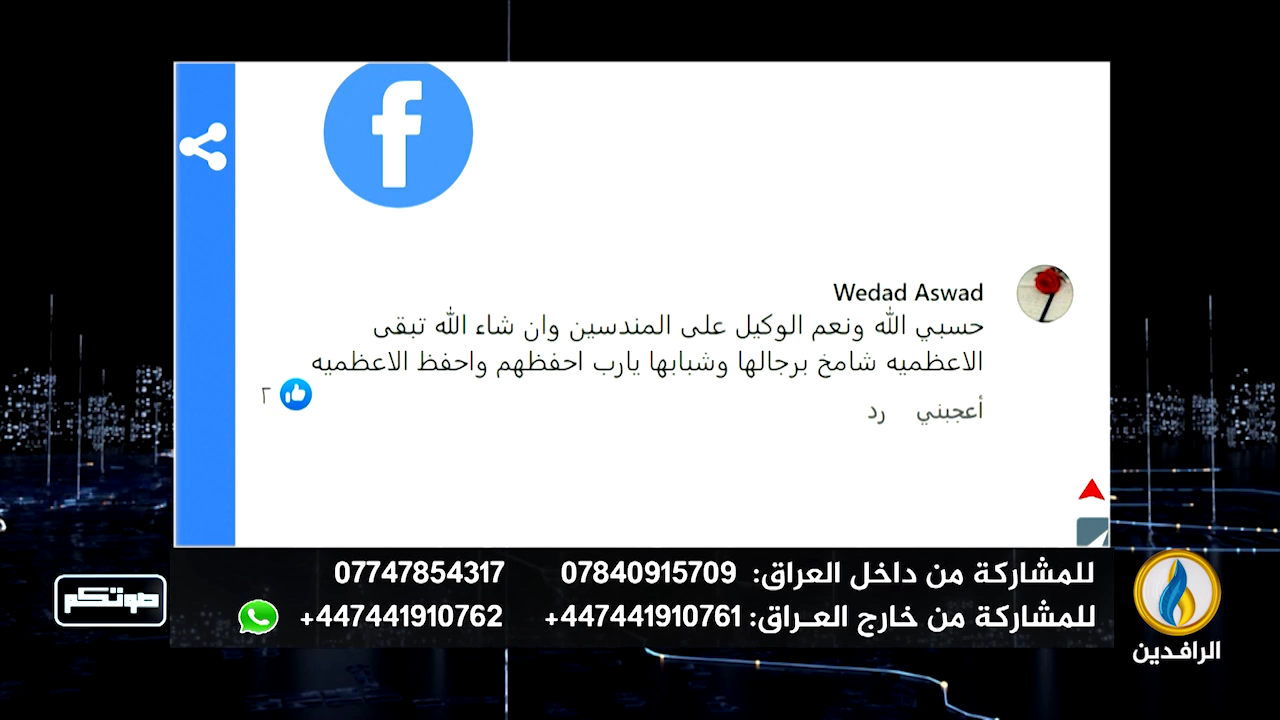 f
Wedad Aswad
حسبي الله ونعم الوكيل على المندسين وان شاء الله تبقى
الاعظميه شامخ برجالها وشبابها يارب احفظهم واحفظ الاعظميه
٢
أعجبني رد
للمشاركة من داخل العراق: 07840915709 07747854317
للمشاركة من خارج العـراق: 447441910761+ 447441910762+
صوتكم
الرافدين